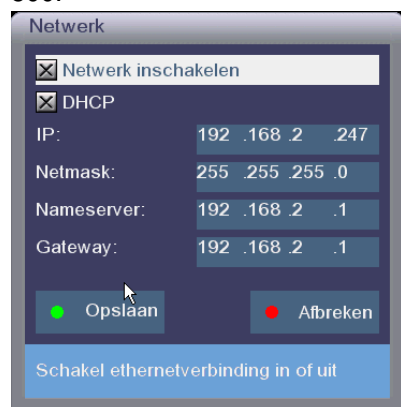 Netwerk
Netwerk inschakelen
DHCP
IP: 192 .168 .2 .247
Netmask: 255 .255 .255 .0
Nameserver: 192 .168 .2 .1
Gateway: 192 .168 .2 .1
Opslaan Afbreken
Schakel ethernetverbinding in of uit